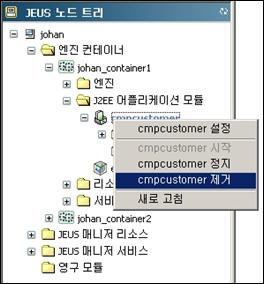 JEUS 노드 트리
johan
엔진 컨테이너
johan_container1
엔진
J2EE 어플리케이션 모듈
cmpcustomer
cmpcustomer 설정
cmpcustomer 시작
cmpcustomer 정지
cmpcustomer 제거
새로 고침
e
리소
서비
johan_container2
JEUS 매니저 리소스
JEUS 매니저 서비스
영구 모듈